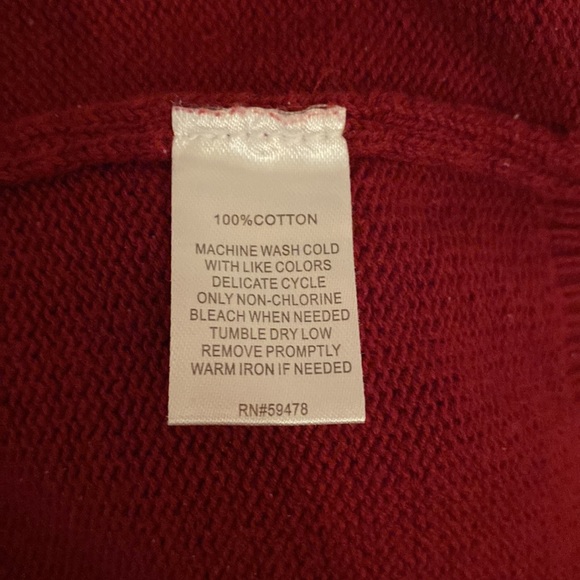 100%COTTON
MACHINE WASH COLD
WITH LIKE COLORS
DELICATE CYCLE
ONLY NON-CHLORINE
BLEACH WHEN NEEDED
TUMBLE DRY LOW
REMOVE PROMPTLY
WARM IRON IF NEEDED
RN#59478